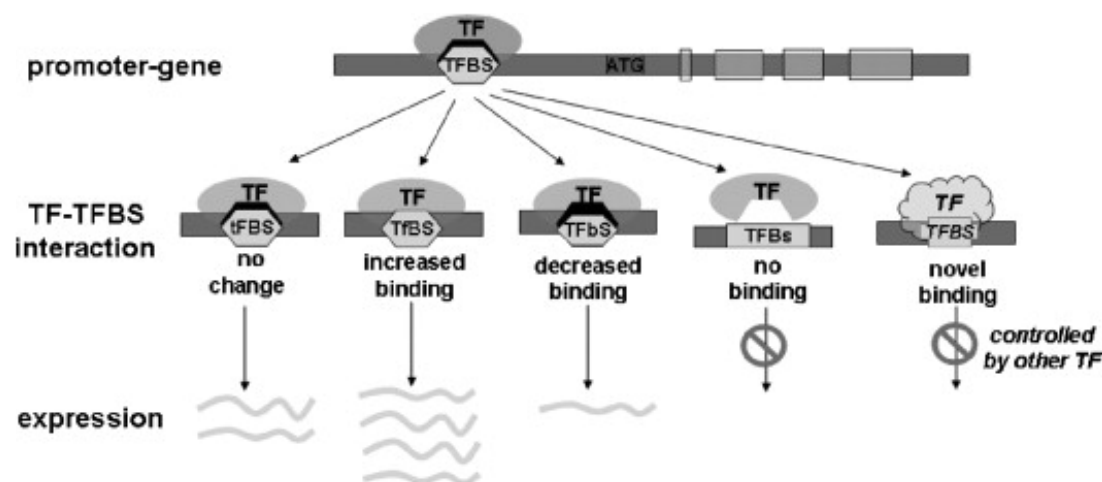 TF
promoter-gene
TFBS
ATG
TF-TFBS
interaction
TF
tFBS
no
change
TF
TfBS
increased
binding
TF
TFbS
decreased
binding
TF
TFBs
no
binding
TF
TFBS
novel
binding
controlled
by other TF
expression